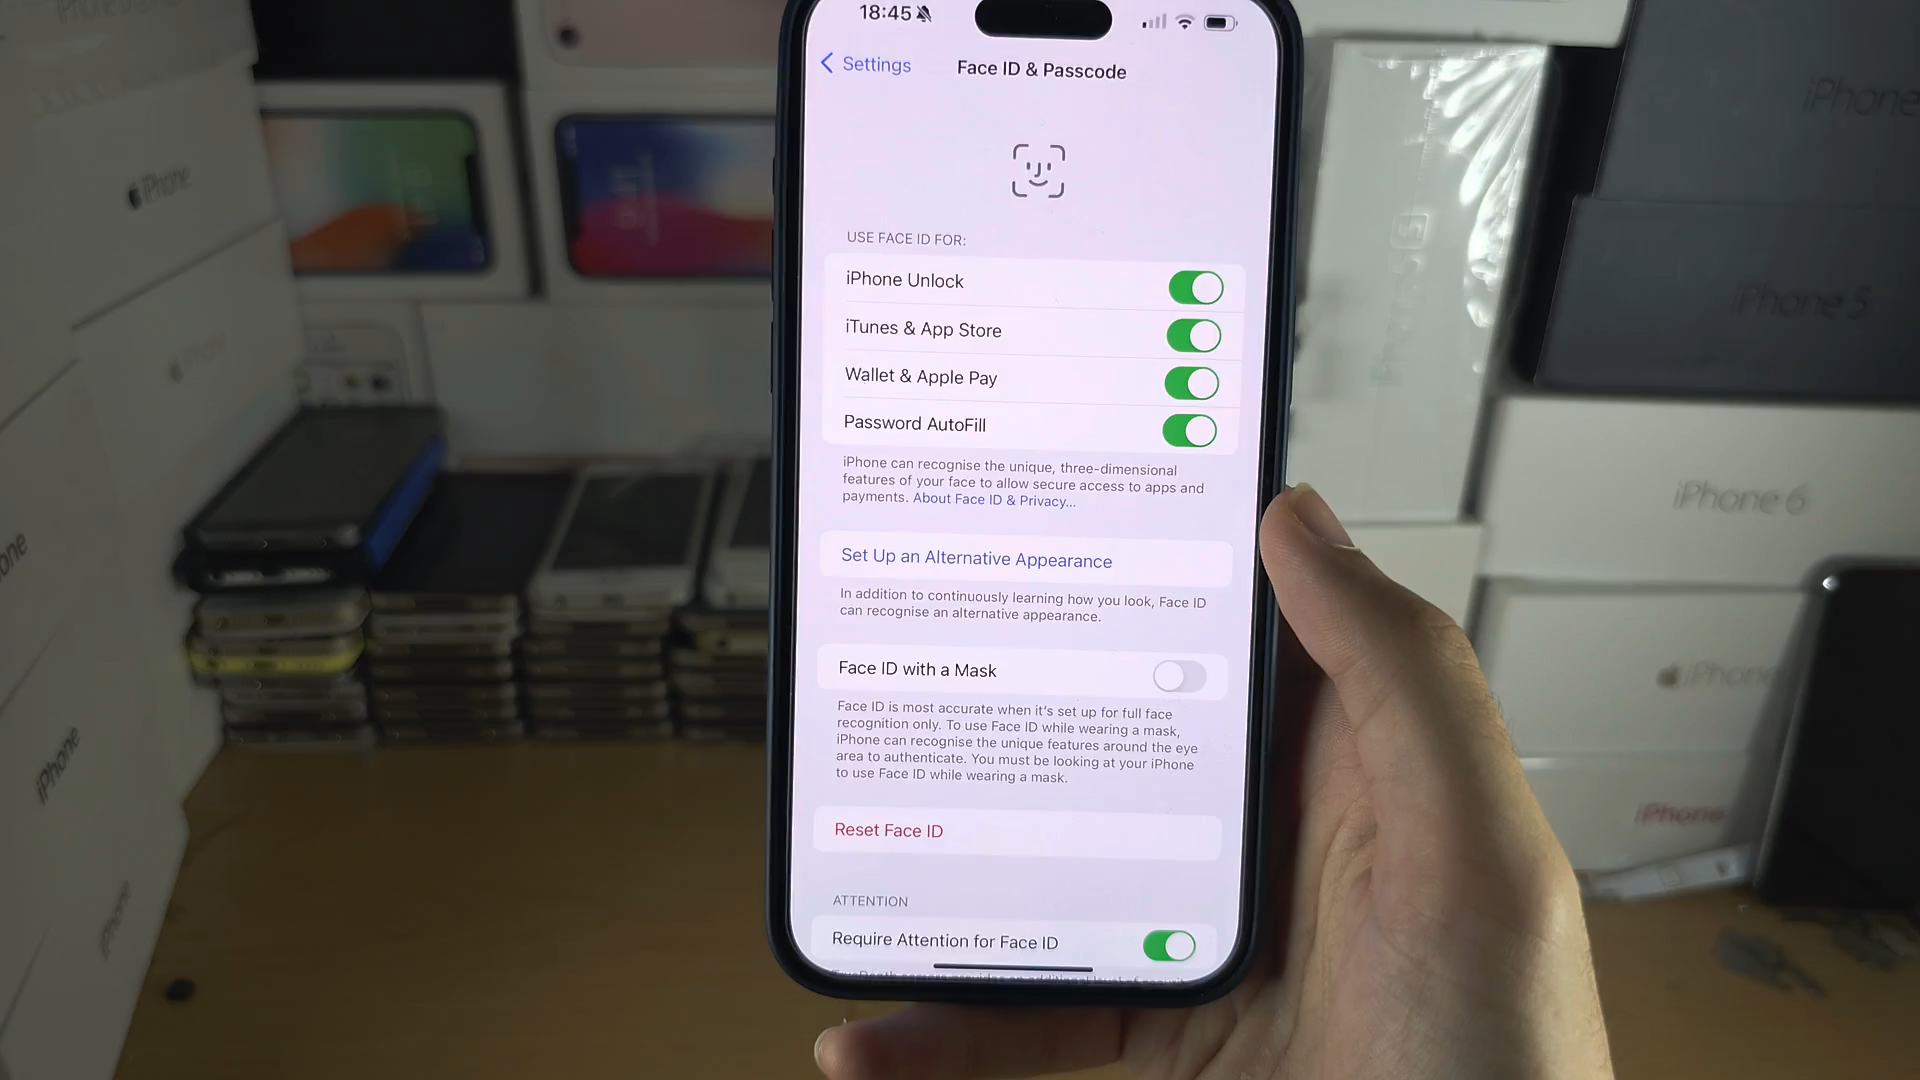 18:45
Settings
Face ID & Passcode
USE FACE ID FOR:
iPhone Unlock
iTunes & App Store
Wallet & Apple Pay
Password AutoFill
iPhone can recognise the unique, three-dimensional
features of your face to allow secure access to apps and
payments. About Face ID & Privacy...
Set Up an Alternative Appearance
In addition to continuously learning how you look, Face ID
can recognise an alternative appearance.
Face ID with a Mask
Face ID is most accurate when it's set up for full face
recognition only. To use Face ID while wearing a mask,
iPhone can recognise the unique features around the eye
area to authenticate. You must be looking at your iPhone
to use Face ID while wearing a mask.
Reset Face ID
ATTENTION
Require Attention for Face ID
iPhone
iPhone
iPhone
iPhone
iPhone
iPhone 5
iPhone 6
iPhone
iPhone